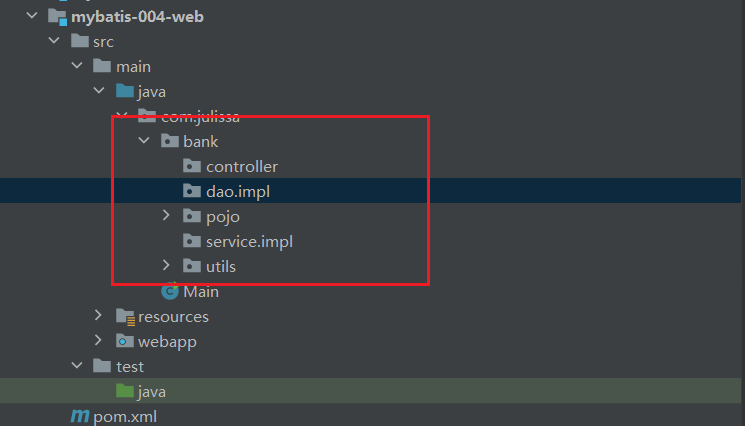 mybatis-004-web
src
main
java
com.julissa
bank
controller
dao.impl
pojo
service.impl
utils
Main
resources
webapp
test
java
pom.xml